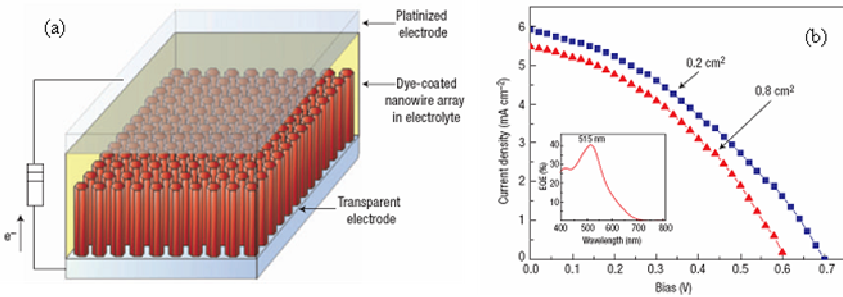 (a)
Platinized
electrode
Dye-coated
nanowire array
in electrolyte
Transparent
electrode
e⁻
(b)
Current density (mA cm⁻²)
6
5
4
3
2
1
0
0.2 cm²
0.8 cm²
515 nm
EQE (%)
40
30
20
10
0
400 500 600 700 800
Wavelength (nm)
0.0 0.1 0.2 0.3 0.4 0.5 0.6 0.7
Bias (V)